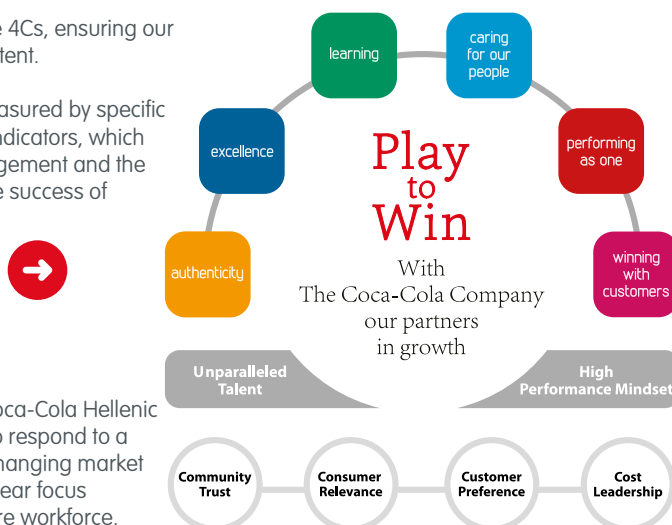 4Cs, ensuring our
asured by specific
ndicators, which
gement and the
success of
oca-Cola Hellenic
respond to a
hanging market
ear focus
re workforce.
authenticity
excellence
learning
caring
for our
people
performing
as one
winning
with
customers
Play
to
Win
With
The Coca-Cola Company
our partners
in growth
Unparalleled
Talent
High
Performance Mindset
Community
Trust
Consumer
Relevance
Customer
Preference
Cost
Leadership